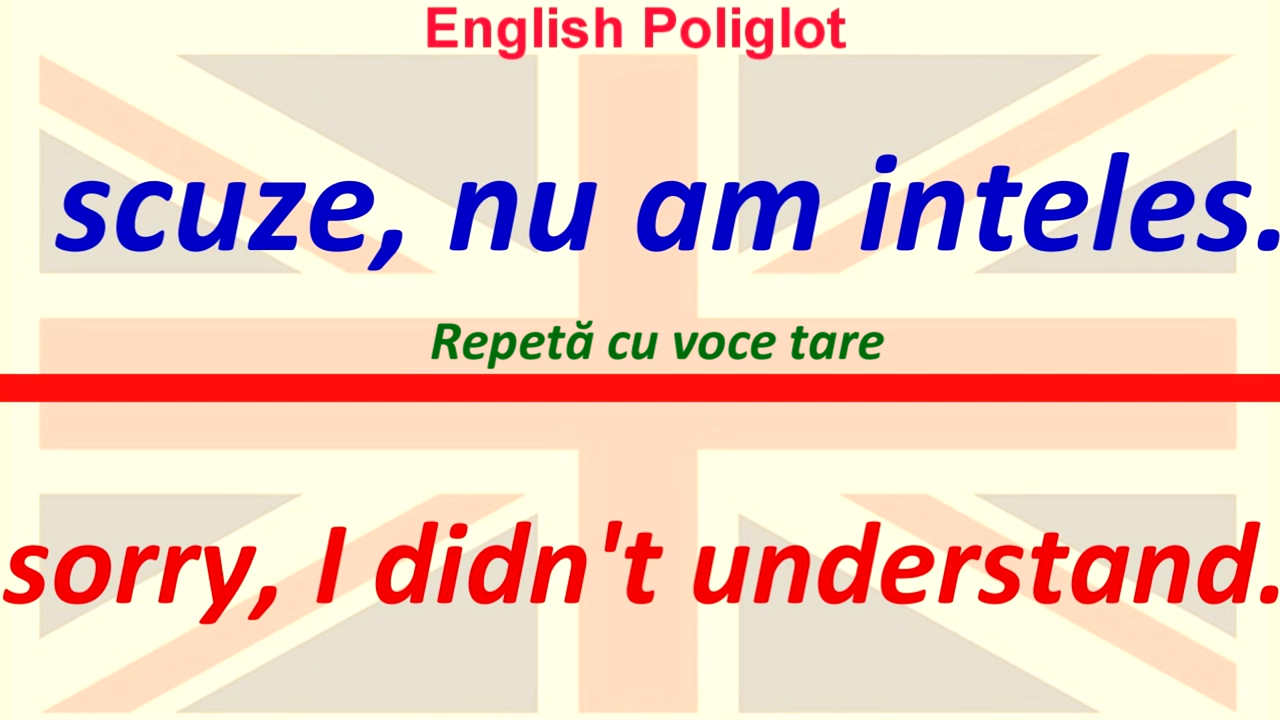 English Poliglot
scuze, nu am inteles.
Repetă cu voce tare
sorry, I didn't understand.